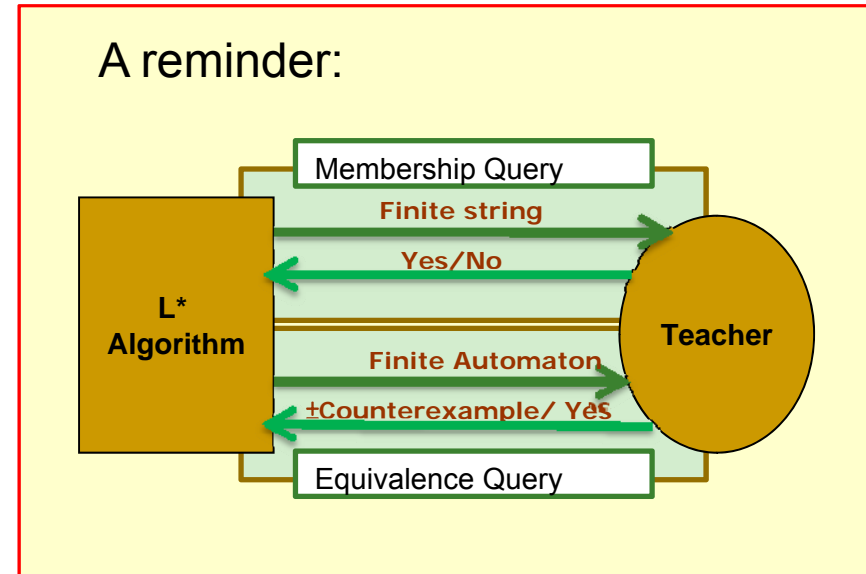 A reminder:
Membership Query
Finite string
Yes/No
L*
Algorithm
Teacher
Finite Automaton
±Counterexample/ Yes
Equivalence Query